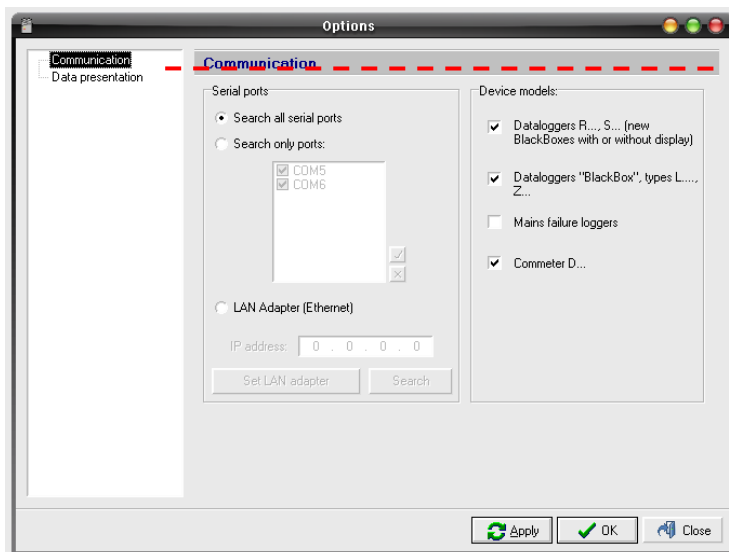 Options
Communication
Data presentation
Communication
Serial ports
Search all serial ports
Search only ports:
COM5
COM6
LAN Adapter (Ethernet)
IP address: 0 . 0 . 0 . 0
Set LAN adapter
Search
Device models:
Dataloggers R..., S... (new
BlackBoxes with or without display)
Dataloggers "BlackBox", types L....,
Z...
Mains failure loggers
Commeter D...
Apply
OK
Close